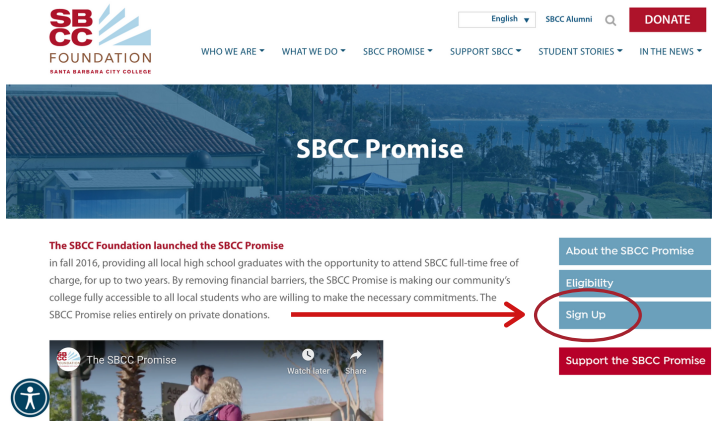 SB
CC
FOUNDATION
SANTA BARBARA CITY COLLEGE
English
SBCC Alumni
DONATE
WHO WE ARE
WHAT WE DO
SBCC PROMISE
SUPPORT SBCC
STUDENT STORIES
IN THE NEWS
SBCC Promise
The SBCC Foundation launched the SBCC Promise
in fall 2016, providing all local high school graduates with the opportunity to attend SBCC full-time free of
charge, for up to two years. By removing financial barriers, the SBCC Promise is making our community's
college fully accessible to all local students who are willing to make the necessary commitments. The
SBCC Promise relies entirely on private donations.
About the SBCC Promise
Eligibility
Sign Up
Support the SBCC Promise
The SBCC Promise
Watch later
Share